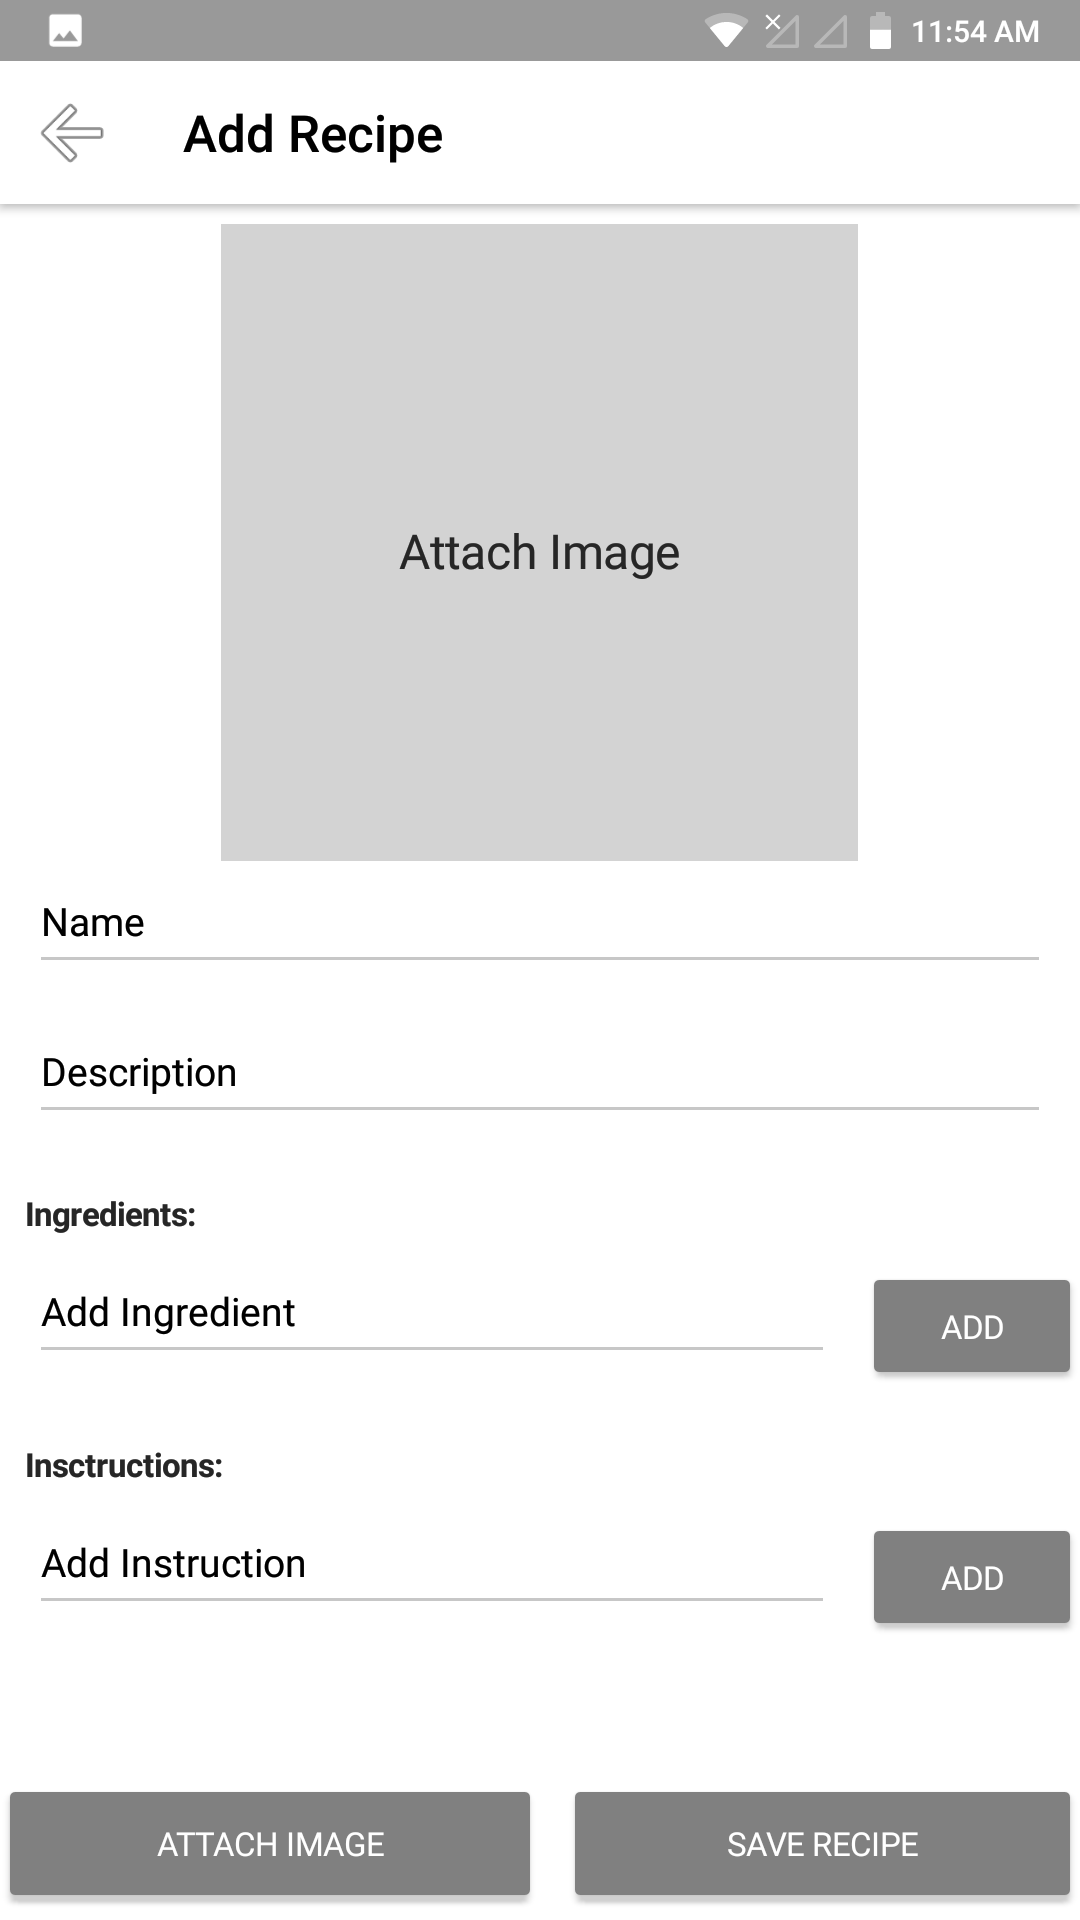 11:54 AM
Add Recipe
Attach Image
Name
Description
Ingredients:
Add Ingredient
ADD
Insctructions:
Add Instruction
ADD
ATTACH IMAGE
SAVE RECIPE